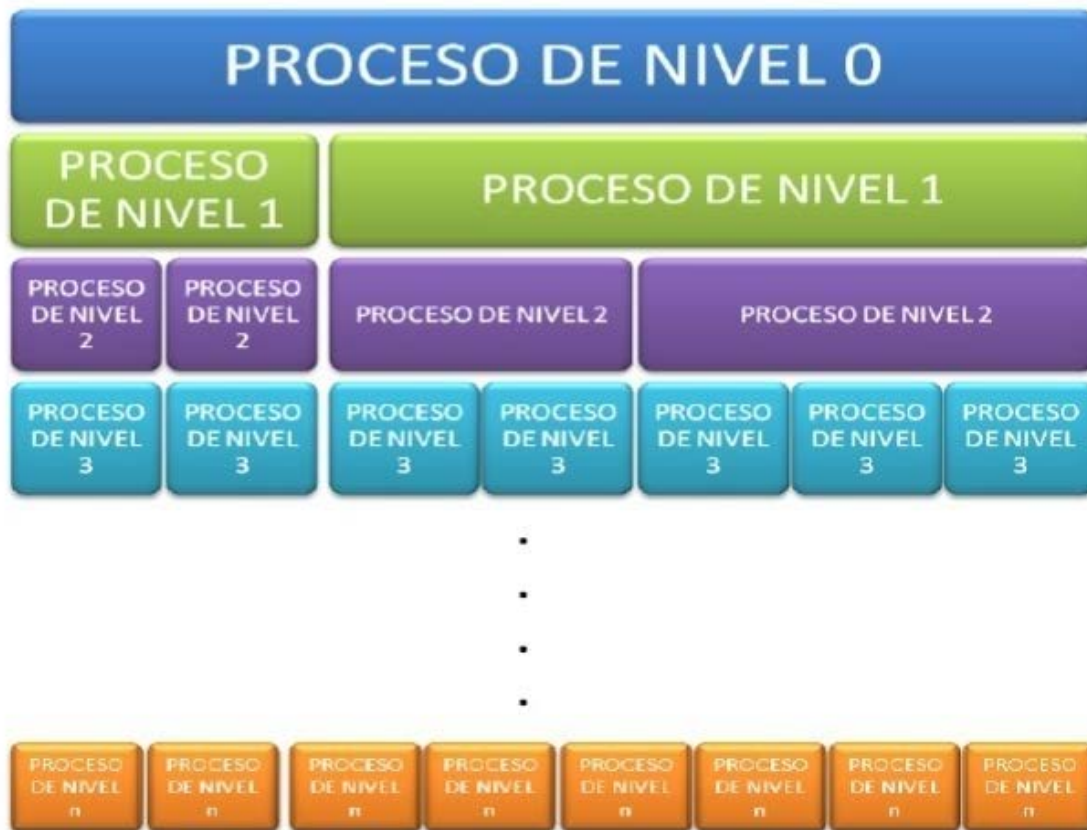 PROCESO DE NIVEL 0
PROCESO
DE NIVEL 1
PROCESO DE NIVEL 1
PROCESO
DE NIVEL
2
PROCESO
DE NIVEL
2
PROCESO DE NIVEL 2
PROCESO DE NIVEL 2
PROCESO
DE NIVEL
3
PROCESO
DE NIVEL
3
PROCESO
DE NIVEL
3
PROCESO
DE NIVEL
3
PROCESO
DE NIVEL
3
PROCESO
DE NIVEL
3
PROCESO
DE NIVEL
3
.
.
.
.
PROCESO
DE NIVEL
n
PROCESO
DE NIVEL
n
PROCESO
DE NIVEL
n
PROCESO
DE NIVEL
n
PROCESO
DE NIVEL
n
PROCESO
DE NIVEL
n
PROCESO
DE NIVEL
n
PROCESO
DE NIVEL
n